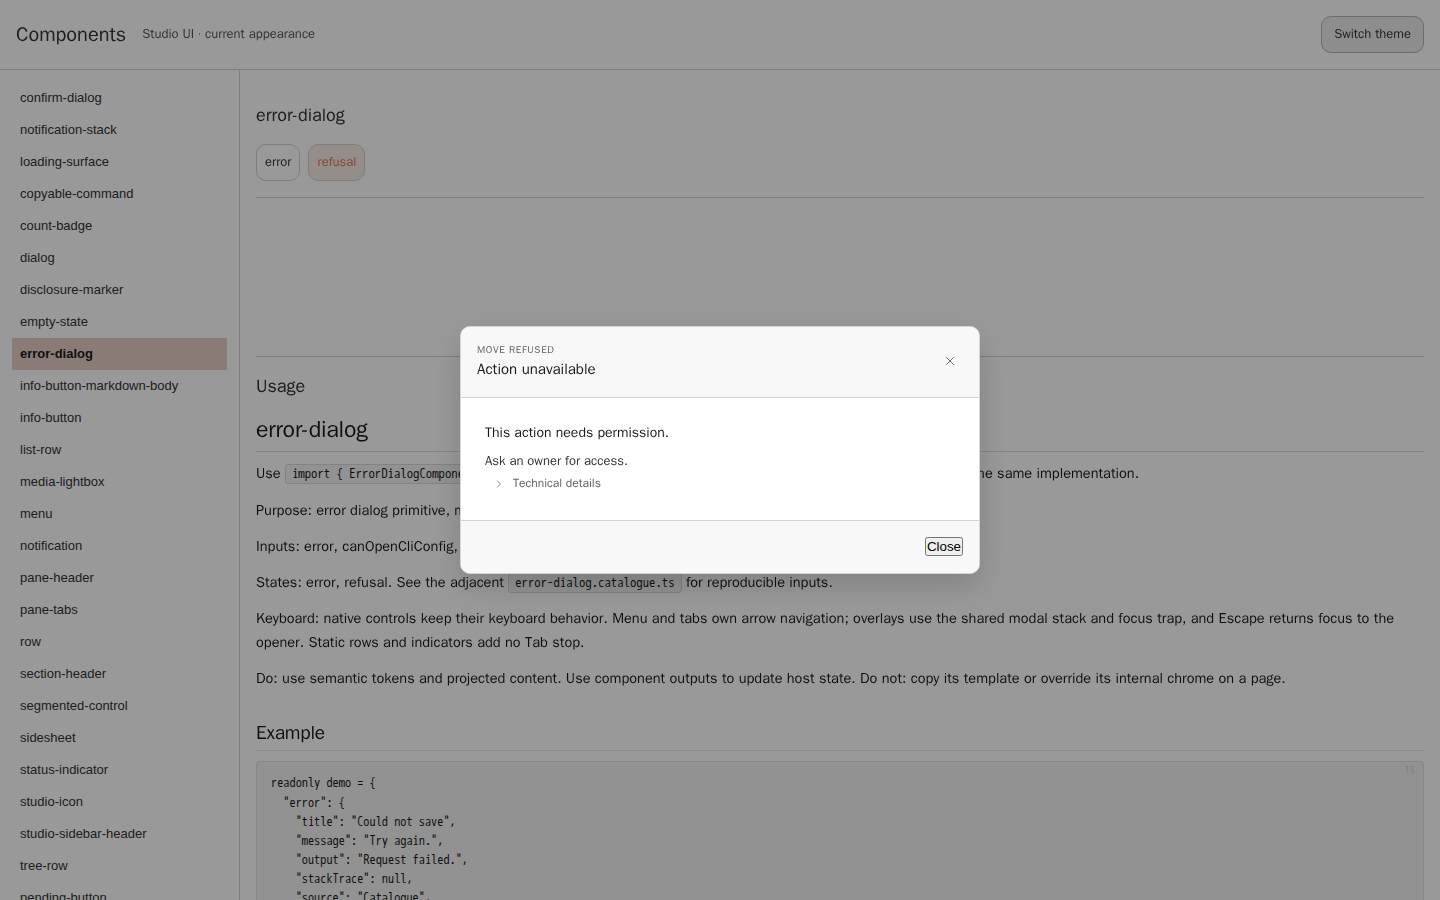 Components
Studio UI · current appearance
Switch theme
confirm-dialog
notification-stack
loading-surface
copyable-command
count-badge
dialog
disclosure-marker
empty-state
error-dialog
info-button-markdown-body
info-button
list-row
media-lightbox
menu
notification
pane-header
pane-tabs
row
section-header
segmented-control
sidesheet
status-indicator
studio-icon
studio-sidebar-header
tree-row
pending-button
error-dialog
error
refusal
MOVE REFUSED
Action unavailable
This action needs permission.
Ask an owner for access.
Technical details
Close
Usage
error-dialog
Use import { ErrorDialogCompone
same implementation.
Purpose: error dialog primitive,
Inputs: error, canOpenCliConfig,
States: error, refusal. See the adjacent error-dialog.catalogue.ts for reproducible inputs.
Keyboard: native controls keep their keyboard behavior. Menu and tabs own arrow navigation; overlays use the shared modal stack and focus trap, and Escape returns focus to the
opener. Static rows and indicators add no Tab stop.
Do: use semantic tokens and projected content. Use component outputs to update host state. Do not: copy its template or override its internal chrome on a page.
Example
TS
readonly demo = {
"error": {
"title": "Could not save",
"message": "Try again.",
"output": "Request failed.",
"stackTrace": null,
"source": "Catalogue",